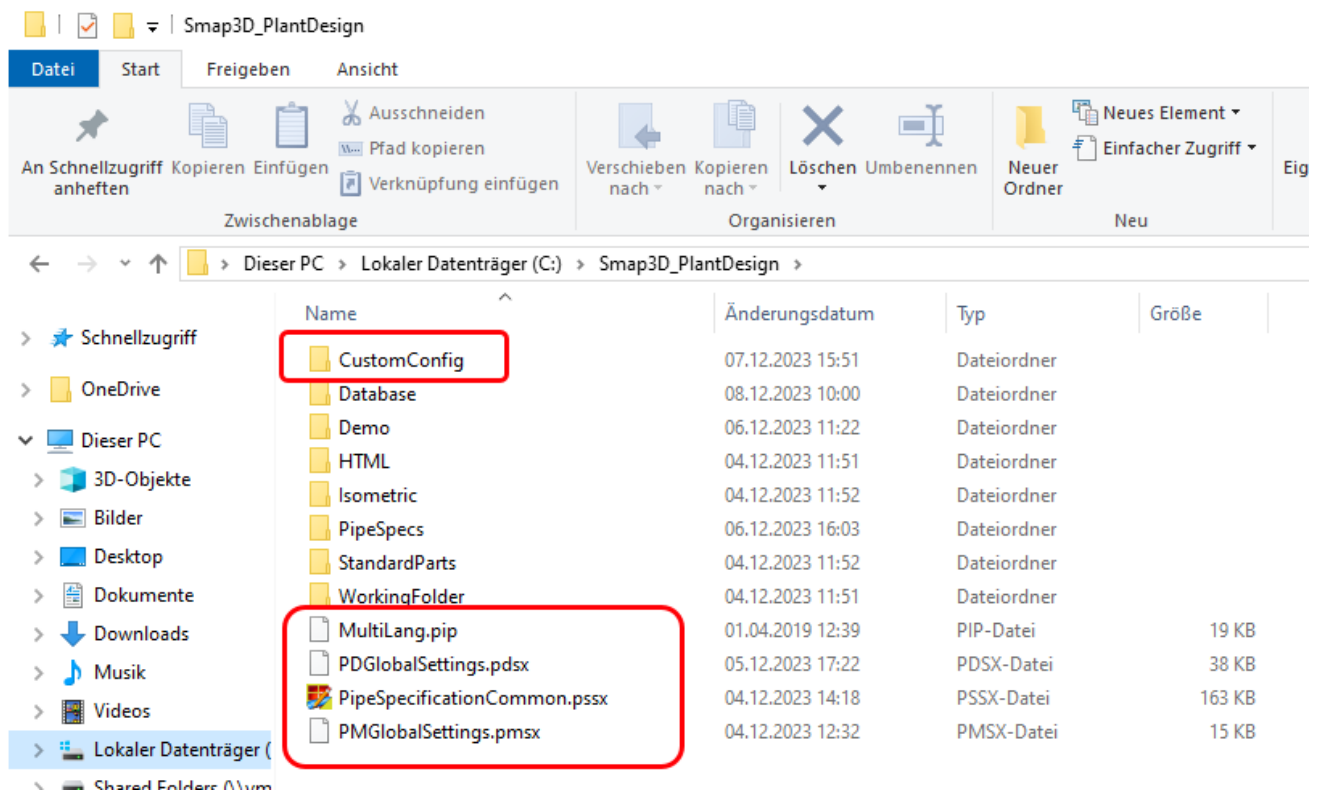 Smap3D_PlantDesign
Datei Start Freigeben Ansicht
An Schnellzugriff anheften
Kopieren
Einfügen
Ausschneiden
Pfad kopieren
Verknüpfung einfügen
Zwischenablage
Verschieben nach
Kopieren nach
Löschen
Umbenennen
Organisieren
Neuer Ordner
Neues Element
Einfacher Zugriff
Neu
Eig
Dieser PC > Lokaler Datenträger (C:) > Smap3D_PlantDesign >
Schnellzugriff
OneDrive
Dieser PC
3D-Objekte
Bilder
Desktop
Dokumente
Downloads
Musik
Videos
Lokaler Datenträger (
Shared Folders (\\vm
Name Änderungsdatum Typ Größe
CustomConfig 07.12.2023 15:51 Dateiordner
Database 08.12.2023 10:00 Dateiordner
Demo 06.12.2023 11:22 Dateiordner
HTML 04.12.2023 11:51 Dateiordner
Isometric 04.12.2023 11:52 Dateiordner
PipeSpecs 06.12.2023 16:03 Dateiordner
StandardParts 04.12.2023 11:52 Dateiordner
WorkingFolder 04.12.2023 11:51 Dateiordner
MultiLang.pip 01.04.2019 12:39 PIP-Datei 19 KB
PDGlobalSettings.pdsx 05.12.2023 17:22 PDSX-Datei 38 KB
PipeSpecificationCommon.pssx 04.12.2023 14:18 PSSX-Datei 163 KB
PMGlobalSettings.pmsx 04.12.2023 12:32 PMSX-Datei 15 KB